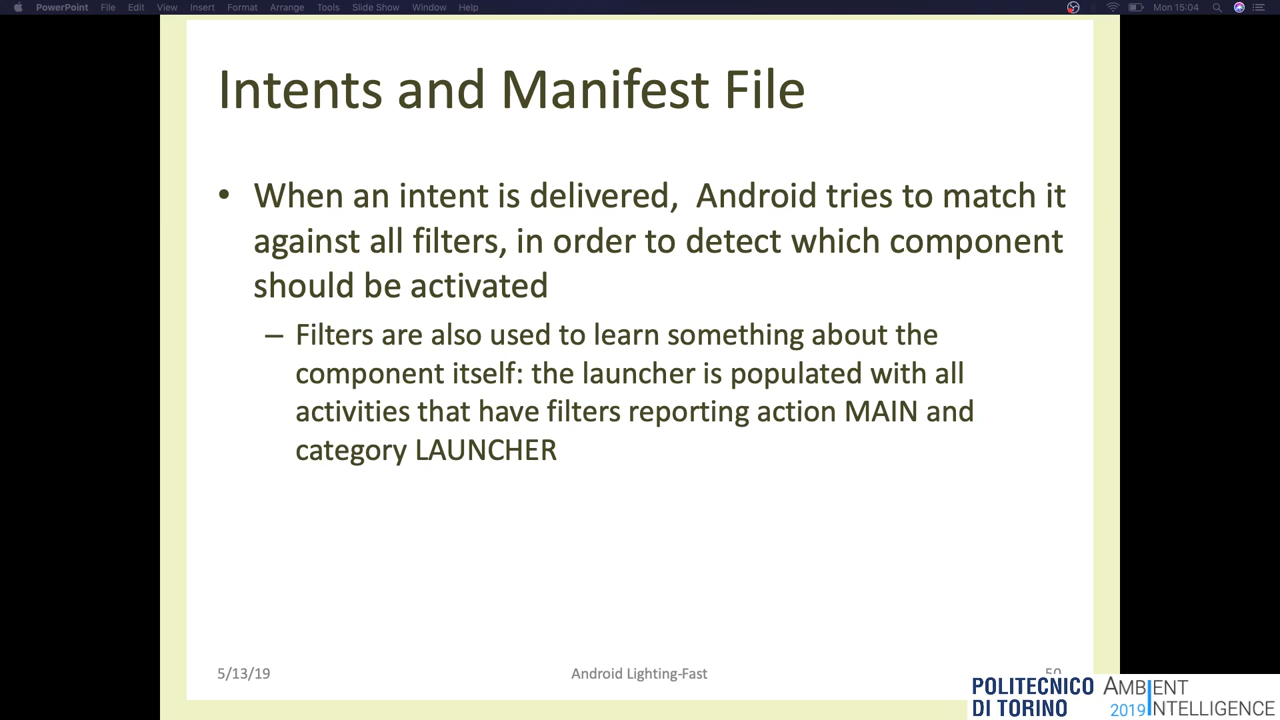 PowerPoint File Edit View Insert Format Arrange Tools Slide Show Window Help Mon 15:04
Intents and Manifest File
• When an intent is delivered, Android tries to match it
against all filters, in order to detect which component
should be activated
– Filters are also used to learn something about the
component itself: the launcher is populated with all
activities that have filters reporting action MAIN and
category LAUNCHER
5/13/19 Android Lighting-Fast 50
POLITECNICO
DI TORINO
AMBIENT
2019 INTELLIGENCE